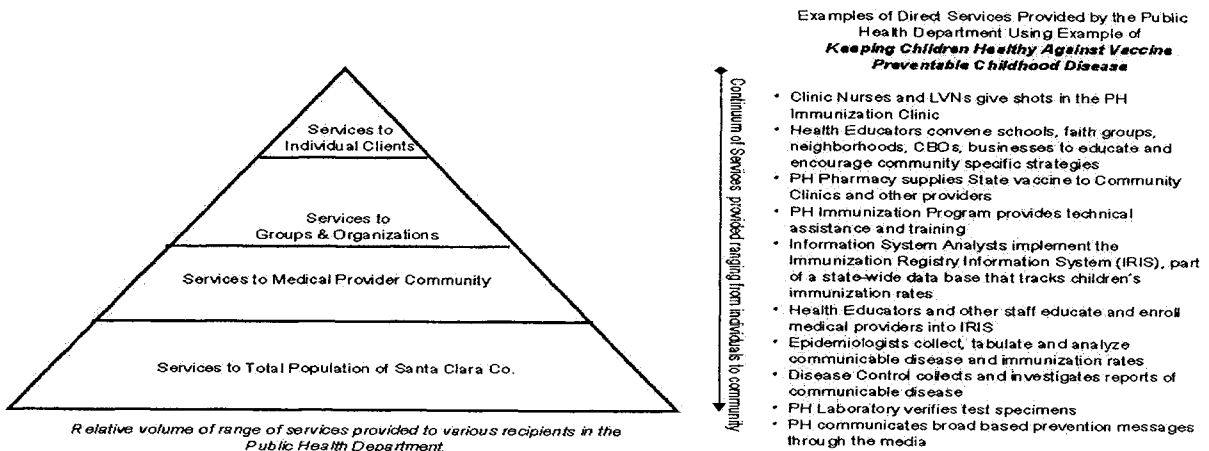 Services to
Individual Clients
Services to
Groups & Organizations
Services to Medical Provider Community
Services to Total Population of Santa Clara Co.
Relative volume of range of services provided to various recipients in the
Public Health Department
Continuum of Services provided ranging from individuals to community
Examples of Direct Services Provided by the Public
Health Department Using Example of
Keeping Children Healthy Against Vaccine
Preventable Childhood Disease
• Clinic Nurses and LVNs give shots in the PH
Immunization Clinic
• Health Educators convene schools, faith groups,
neighborhoods, CBOs, businesses to educate and
encourage community specific strategies
• PH Pharmacy supplies State vaccine to Community
Clinics and other providers
• PH Immunization Program provides technical
assistance and training
• Information System Analysts implement the
Immunization Registry Information System (IRIS), part
of a state-wide data base that tracks children's
immunization rates
• Health Educators and other staff educate and enroll
medical providers into IRIS
• Epidemiologists collect, tabulate and analyze
communicable disease and immunization rates
• Disease Control collects and investigates reports of
communicable disease
• PH Laboratory verifies test specimens
• PH communicates broad based prevention messages
through the media